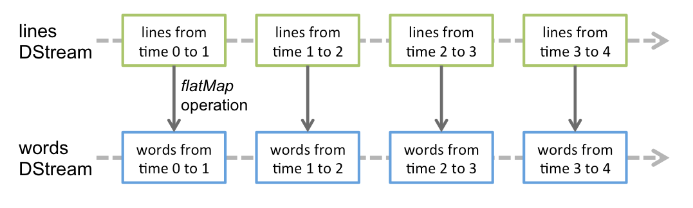 lines
DStream
lines from
time 0 to 1
lines from
time 1 to 2
lines from
time 2 to 3
lines from
time 3 to 4
flatMap
operation
words
DStream
words from
time 0 to 1
words from
time 1 to 2
words from
time 2 to 3
words from
time 3 to 4